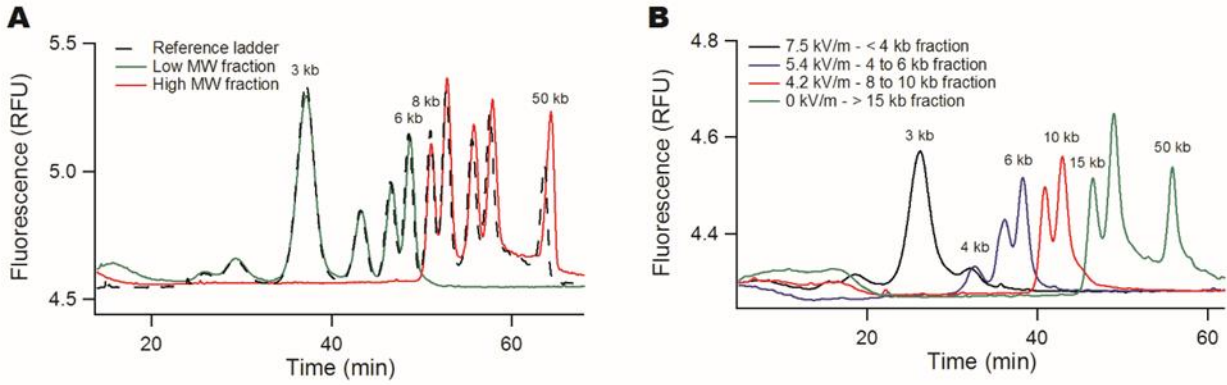 A
5.5
5.0
4.5
Fluorescence (RFU)
Reference ladder
Low MW fraction
High MW fraction
3 kb
6 kb
8 kb
50 kb
20
40
60
Time (min)
B
4.8
4.6
4.4
Fluorescence (RFU)
7.5 kV/m - < 4 kb fraction
5.4 kV/m - 4 to 6 kb fraction
4.2 kV/m - 8 to 10 kb fraction
0 kV/m - > 15 kb fraction
3 kb
4 kb
6 kb
10 kb
15 kb
50 kb
20
40
60
Time (min)